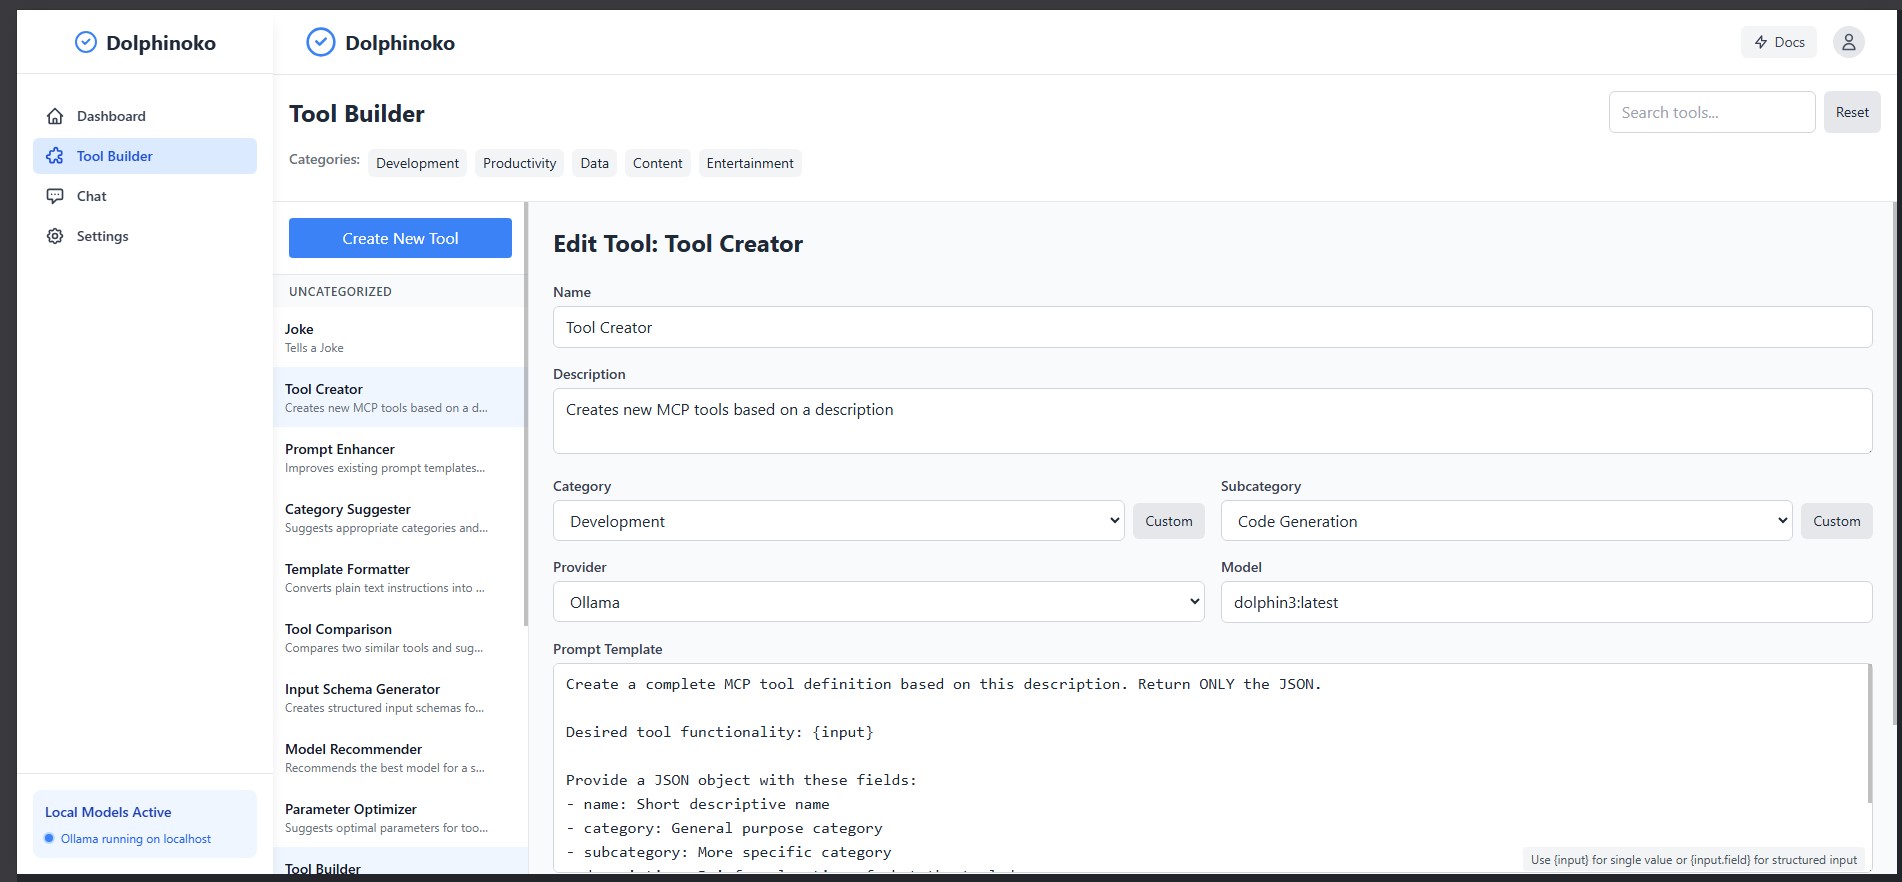 Dolphinoko
Dashboard
Tool Builder
Chat
Settings
Local Models Active
Ollama running on localhost
Dolphinoko
Docs
Tool Builder
Search tools...
Reset
Categories: Development Productivity Data Content Entertainment
Create New Tool
UNCATEGORIZED
Joke
Tells a Joke
Tool Creator
Creates new MCP tools based on a d...
Prompt Enhancer
Improves existing prompt templates...
Category Suggester
Suggests appropriate categories and...
Template Formatter
Converts plain text instructions into ...
Tool Comparison
Compares two similar tools and sug...
Input Schema Generator
Creates structured input schemas fo...
Model Recommender
Recommends the best model for a s...
Parameter Optimizer
Suggests optimal parameters for too...
Tool Builder
Edit Tool: Tool Creator
Name
Tool Creator
Description
Creates new MCP tools based on a description
Category
Development
Custom
Subcategory
Code Generation
Custom
Provider
Ollama
Model
dolphin3:latest
Prompt Template
Create a complete MCP tool definition based on this description. Return ONLY the JSON.
Desired tool functionality: {input}
Provide a JSON object with these fields:
- name: Short descriptive name
- category: General purpose category
- subcategory: More specific category
Use {input} for single value or {input.field} for structured input